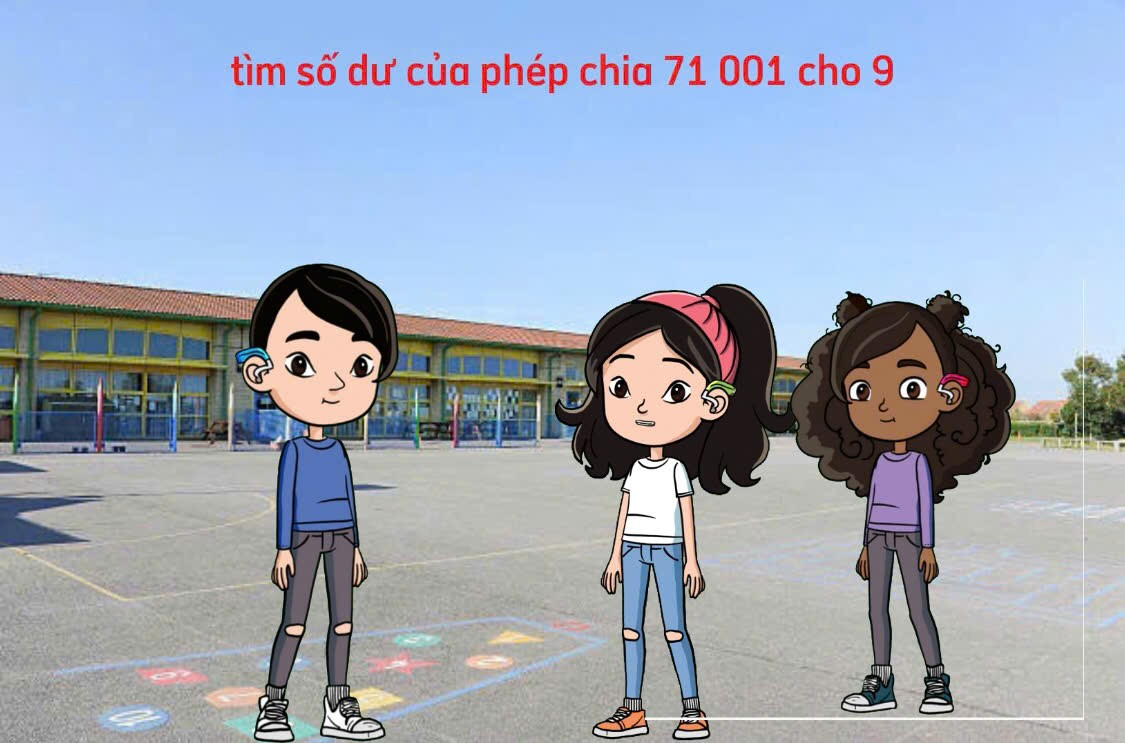 tìm số dư của phép chia 71 001 cho 9